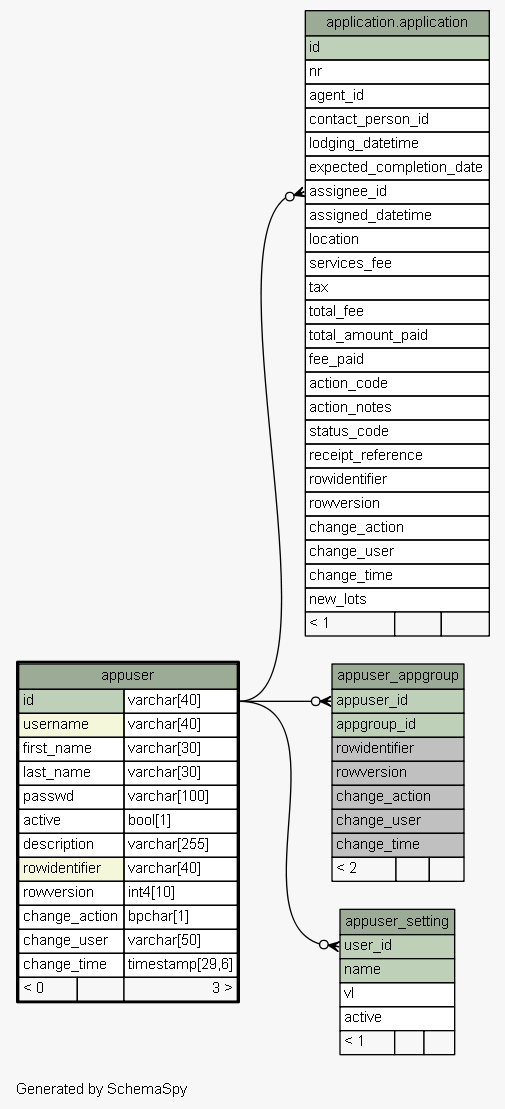 application.application
id
nr
agent_id
contact_person_id
lodging_datetime
expected_completion_date
assignee_id
assigned_datetime
location
services_fee
tax
total_fee
total_amount_paid
fee_paid
action_code
action_notes
status_code
receipt_reference
rowidentifier
rowversion
change_action
change_user
change_time
new_lots
< 1
appuser
id varchar[40]
username varchar[40]
first_name varchar[30]
last_name varchar[30]
passwd varchar[100]
active bool[1]
description varchar[255]
rowidentifier varchar[40]
rowversion int4[10]
change_action bpchar[1]
change_user varchar[50]
change_time timestamp[29,6]
< 0 3 >
appuser_appgroup
appuser_id
appgroup_id
rowidentifier
rowversion
change_action
change_user
change_time
< 2
appuser_setting
user_id
name
vl
active
< 1
Generated by SchemaSpy